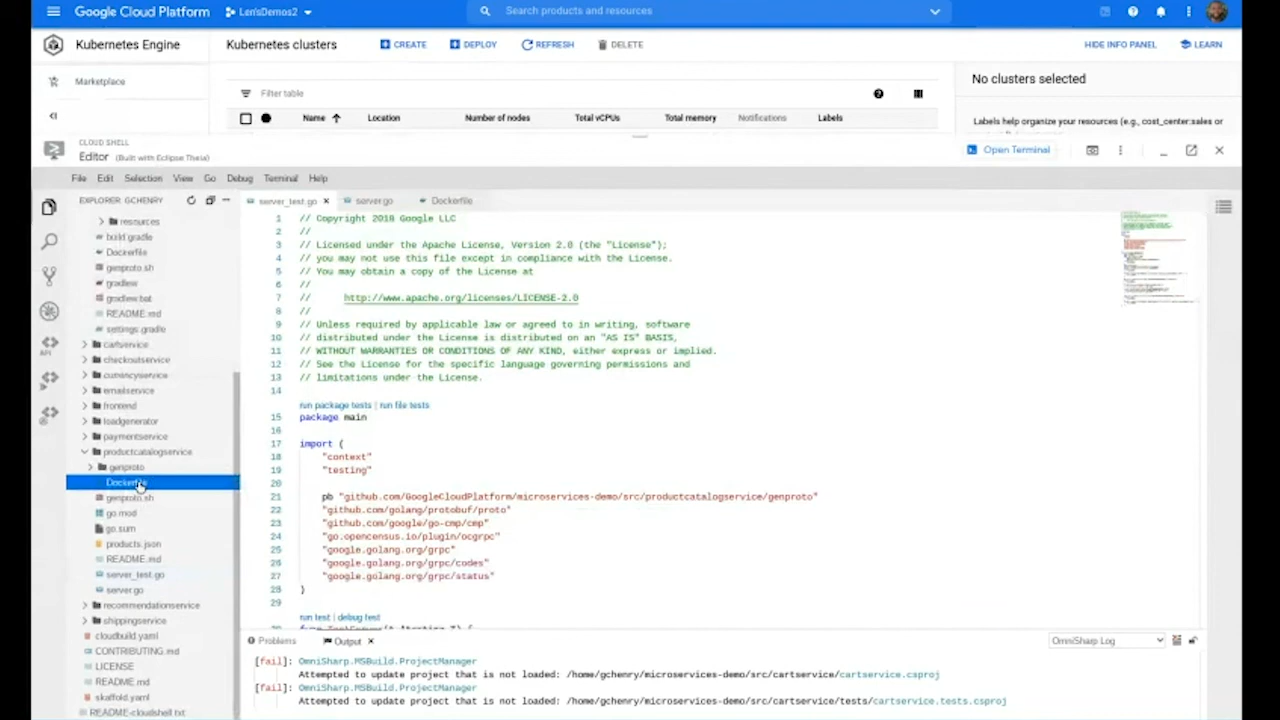 Google Cloud Platform Len'sDemos2 Search products and resources
Kubernetes Engine Kubernetes clusters CREATE DEPLOY REFRESH DELETE HIDE INFO PANEL LEARN
Marketplace
No clusters selected
Filter table
Name Location Number of nodes Total vCPUs Total memory Notifications Labels
Labels help organize your resources (e.g., cost_center:sales or
CLOUD SHELL
Editor (Built with Eclipse Theia) Open Terminal
File Edit Selection View Go Debug Terminal Help
EXPLORER: GCHENRY
server_test.go server.go Dockerfile
resources
build.gradle
Dockerfile
genproto.sh
gradlew
gradlew.bat
README.md
settings.gradle
cartservice
checkoutservice
currencyservice
emailservice
frontend
loadgenerator
paymentservice
productcatalogservice
genproto
Dockerfile
genproto.sh
go.mod
go.sum
products.json
README.md
server_test.go
server.go
recommendationservice
shippingservice
cloudbuild.yaml
CONTRIBUTING.md
LICENSE
README.md
skaffold.yaml
README-cloudshell.txt
API
1 // Copyright 2018 Google LLC
2 //
3 // Licensed under the Apache License, Version 2.0 (the "License");
4 // you may not use this file except in compliance with the License.
5 // You may obtain a copy of the License at
6 //
7 // http://www.apache.org/licenses/LICENSE-2.0
8 //
9 // Unless required by applicable law or agreed to in writing, software
10 // distributed under the License is distributed on an "AS IS" BASIS,
11 // WITHOUT WARRANTIES OR CONDITIONS OF ANY KIND, either express or implied.
12 // See the License for the specific language governing permissions and
13 // limitations under the License.
14
run package tests | run file tests
15 package main
16
17 import (
18 "context"
19 "testing"
20
21 pb "github.com/GoogleCloudPlatform/microservices-demo/src/productcatalogservice/genproto"
22 "github.com/golang/protobuf/proto"
23 "github.com/google/go-cmp/cmp"
24 "go.opencensus.io/plugin/ocgrpc"
25 "google.golang.org/grpc"
26 "google.golang.org/grpc/codes"
27 "google.golang.org/grpc/status"
28 )
29
run test | debug test
Problems Output OmniSharp Log
[fail]: OmniSharp.MSBuild.ProjectManager
Attempted to update project that is not loaded: /home/gchenry/microservices-demo/src/cartservice/cartservice.csproj
[fail]: OmniSharp.MSBuild.ProjectManager
Attempted to update project that is not loaded: /home/gchenry/microservices-demo/src/cartservice/tests/cartservice.tests.csproj